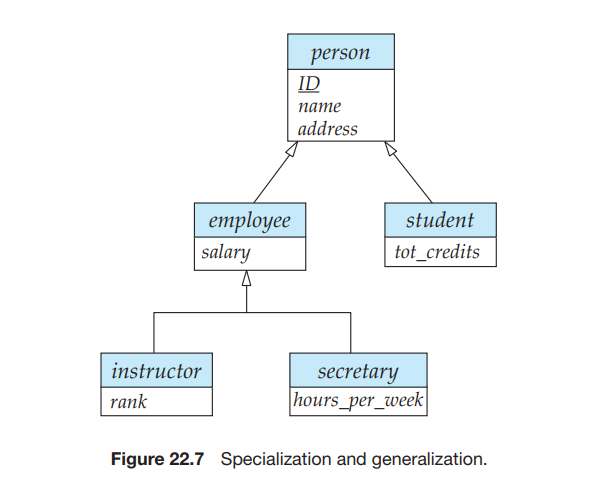 person
ID
name
address
employee
salary
student
tot_credits
instructor
rank
secretary
hours_per_week
Figure 22.7 Specialization and generalization.